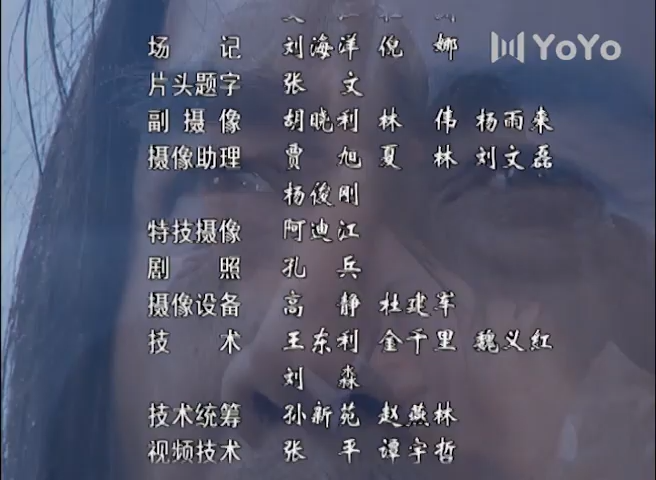 场记 刘海洋 倪娜
YoYo
片头题字 张文
副摄像 胡晓利 林伟 杨雨来
摄像助理 贾旭 夏林 刘文磊
杨俊刚
特技摄像 阿迪江
剧照 孔兵
摄像设备 高静 杜建军
技术 王东利 金千里 魏义红
刘淼
技术统筹 孙新苑 赵燕林
视频技术 张平 谭宇哲